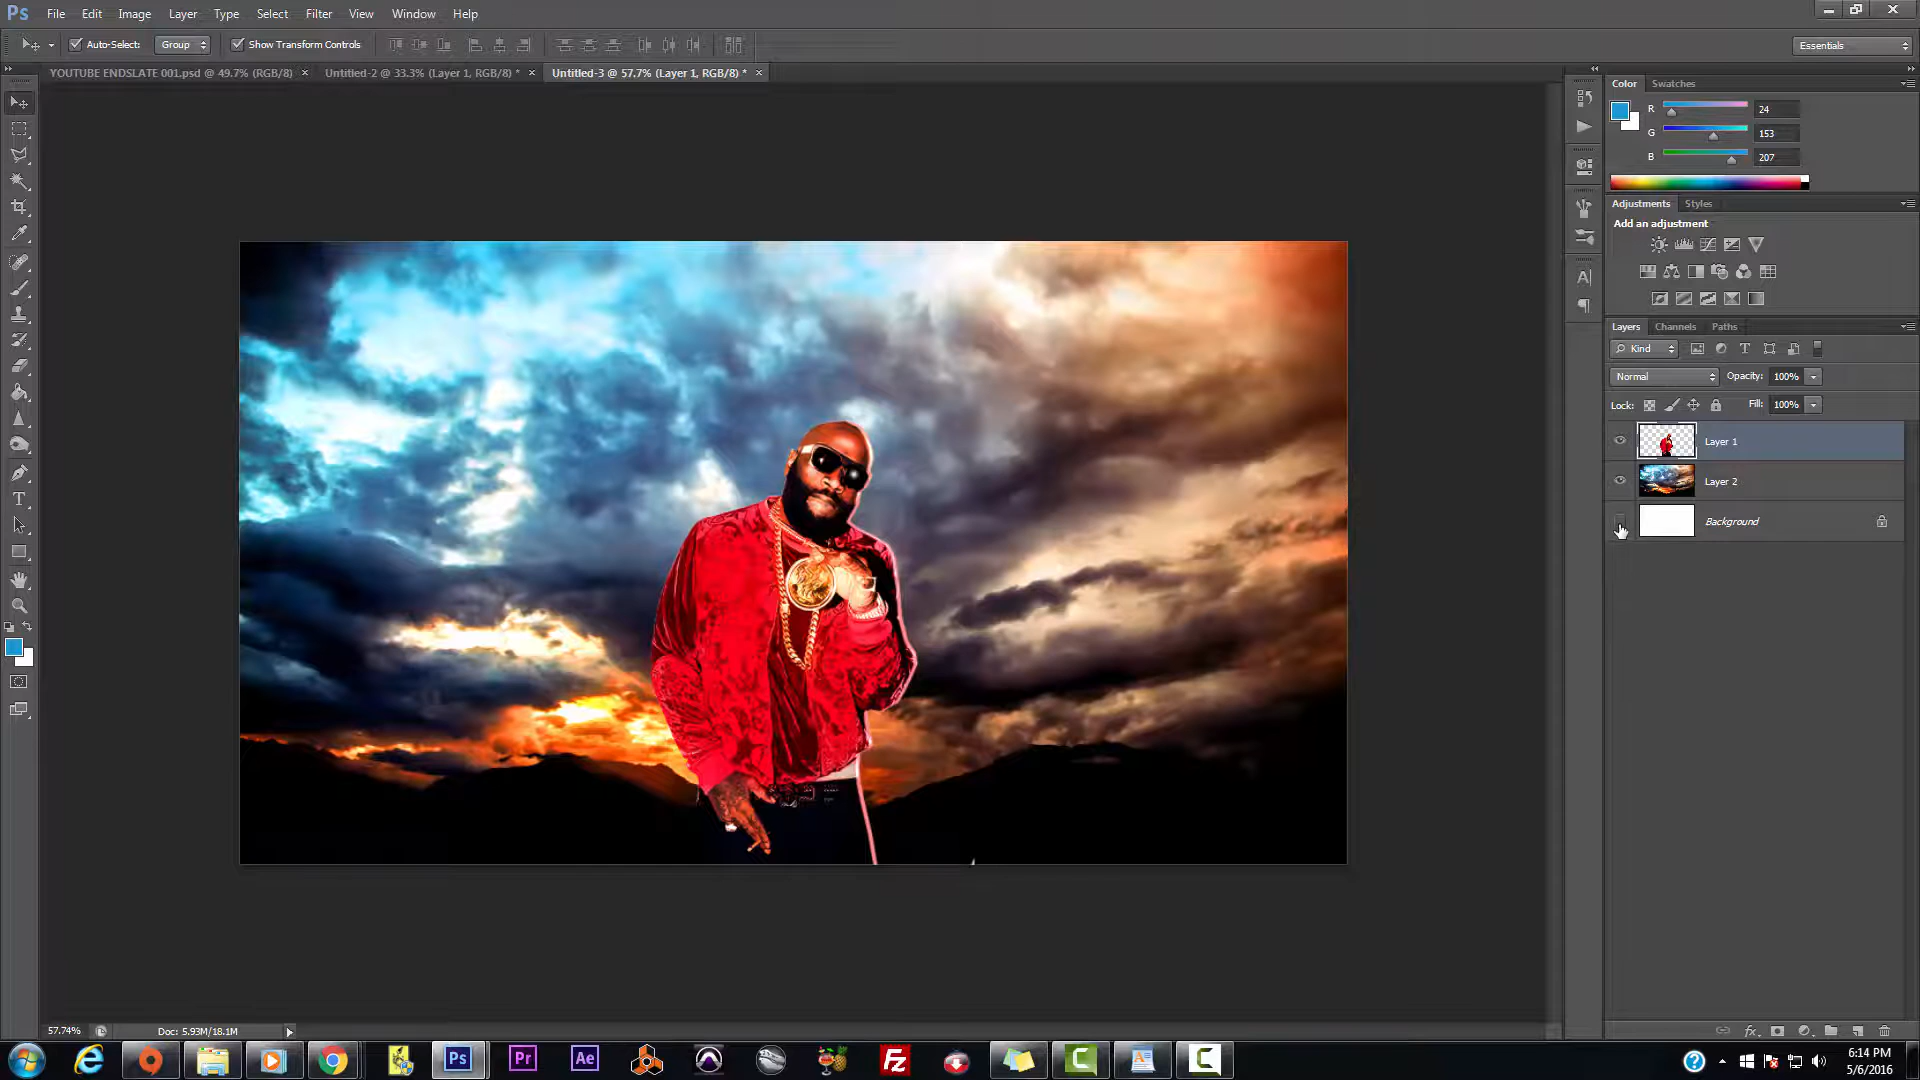 Ps File Edit Image Layer Type Select Filter View Window Help
Auto-Select: Group Show Transform Controls Essentials
YOUTUBE ENDSLATE 001.psd @ 49.7% (RGB/8) × Untitled-2 @ 33.3% (Layer 1, RGB/8) * × Untitled-3 @ 57.7% (Layer 1, RGB/8) * ×
Color Swatches
R 24
G 153
B 207
Adjustments Styles
Add an adjustment
Layers Channels Paths
Kind
Normal Opacity: 100%
Lock: Fill: 100%
Layer 1
Layer 2
Background
57.74% Doc: 5.93M/18.1M
Ps Pr Ae Fz C C
6:14 PM
5/6/2016